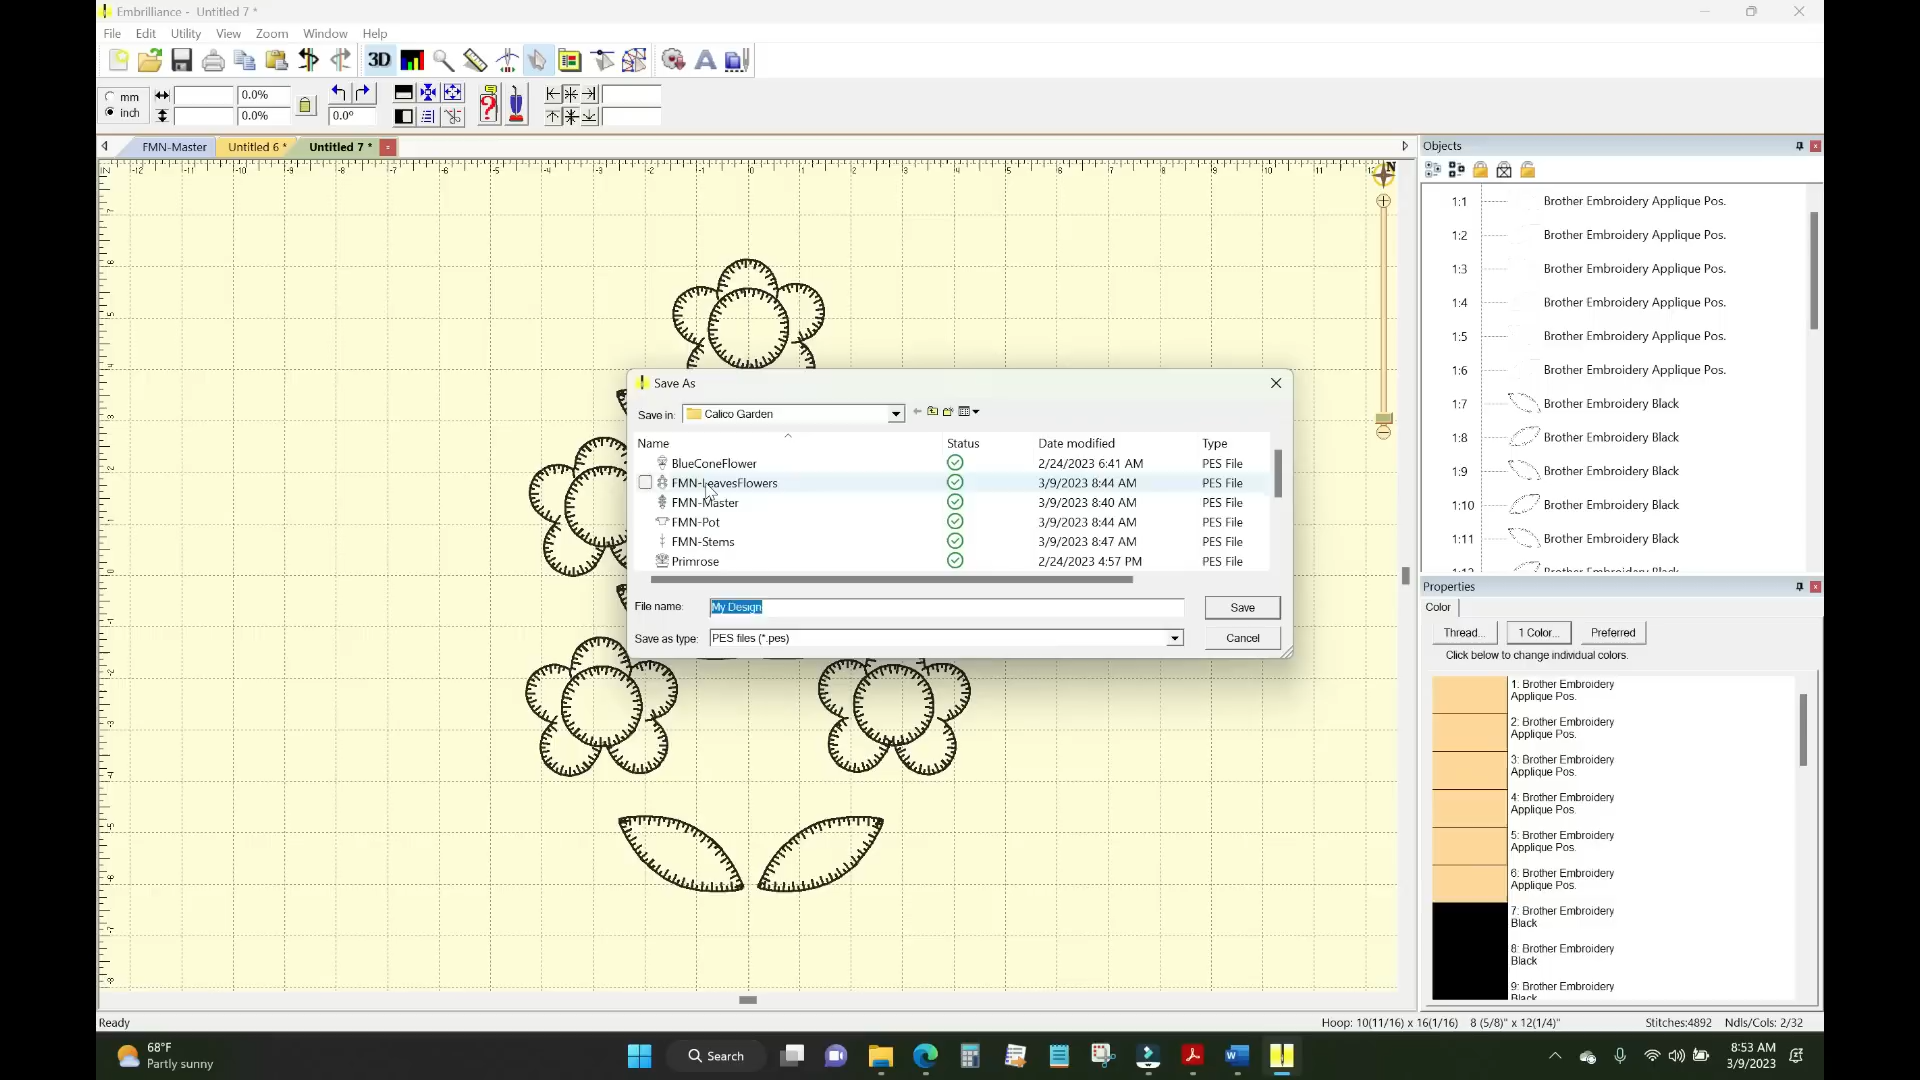 Embrilliance - Untitled 7 *
File Edit Utility View Zoom Window Help
3D
mm 0.0%
inch 0.0% 0.0°
FMN-Master Untitled 6 * Untitled 7 *
Objects
1:1 Brother Embroidery Applique Pos.
1:2 Brother Embroidery Applique Pos.
1:3 Brother Embroidery Applique Pos.
1:4 Brother Embroidery Applique Pos.
1:5 Brother Embroidery Applique Pos.
1:6 Brother Embroidery Applique Pos.
1:7 Brother Embroidery Black
1:8 Brother Embroidery Black
1:9 Brother Embroidery Black
1:10 Brother Embroidery Black
1:11 Brother Embroidery Black
1:12 Brother Embroidery Black
Save As
Save in: Calico Garden
Name Status Date modified Type
BlueConeFlower 2/24/2023 6:41 AM PES File
FMN-LeavesFlowers 3/9/2023 8:44 AM PES File
FMN-Master 3/9/2023 8:40 AM PES File
FMN-Pot 3/9/2023 8:44 AM PES File
FMN-Stems 3/9/2023 8:47 AM PES File
Primrose 2/24/2023 4:57 PM PES File
File name: My Design Save
Save as type: PES files (*.pes) Cancel
Properties
Color
Thread... 1 Color... Preferred
Click below to change individual colors.
1: Brother Embroidery
Applique Pos.
2: Brother Embroidery
Applique Pos.
3: Brother Embroidery
Applique Pos.
4: Brother Embroidery
Applique Pos.
5: Brother Embroidery
Applique Pos.
6: Brother Embroidery
Applique Pos.
7: Brother Embroidery
Black
8: Brother Embroidery
Black
9: Brother Embroidery
Black
Ready Hoop: 10(11/16) x 16(1/16) 8 (5/8)" x 12(1/4)" Stitches:4892 Ndls/Cols: 2/32
68°F
Partly sunny
Search
8:53 AM
3/9/2023